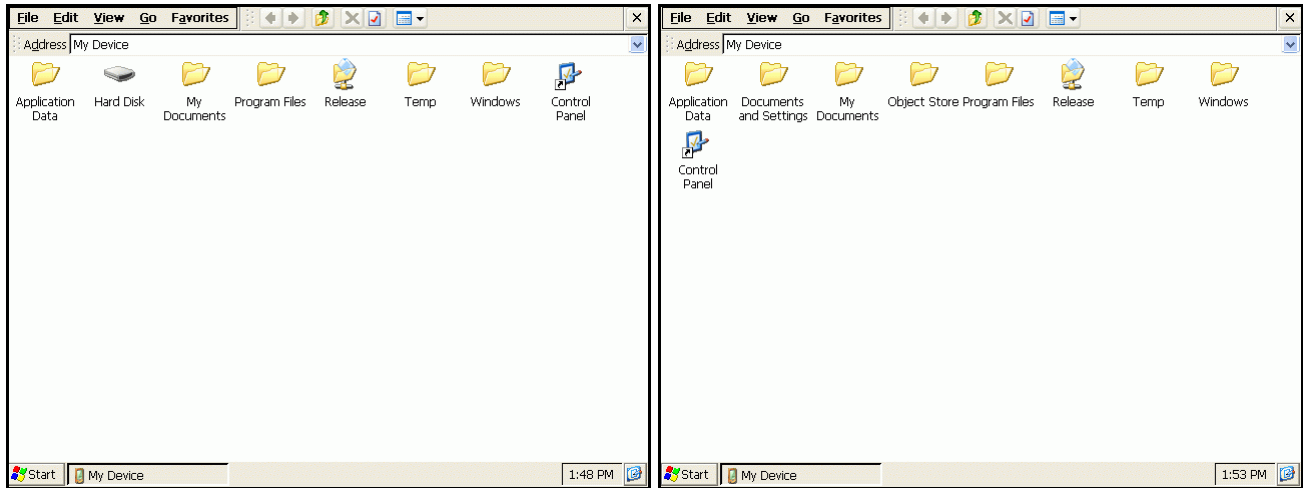 File Edit View Go Favorites
Address My Device
Application Data
Hard Disk
My Documents
Program Files
Release
Temp
Windows
Control Panel
Start My Device 1:48 PM
File Edit View Go Favorites
Address My Device
Application Data
Documents and Settings
My Documents
Object Store
Program Files
Release
Temp
Windows
Control Panel
Start My Device 1:53 PM